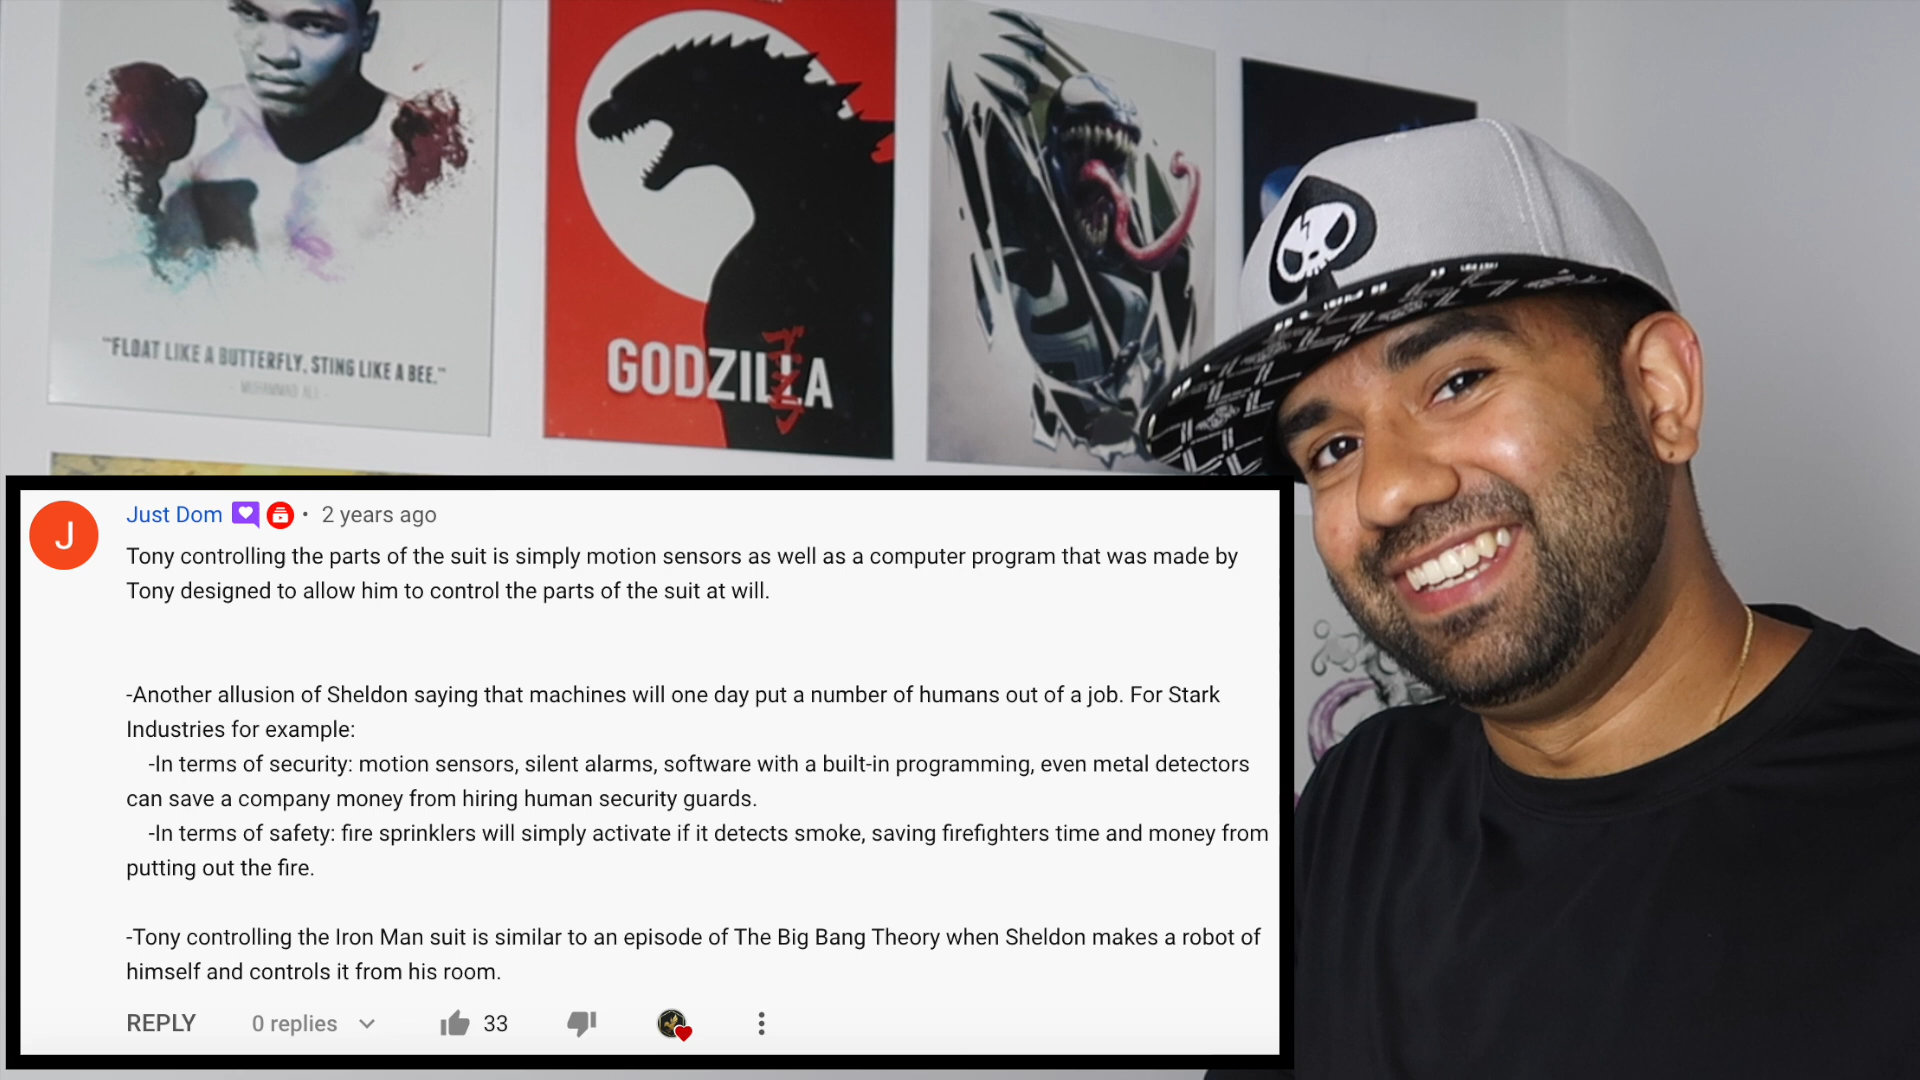 "FLOAT LIKE A BUTTERFLY, STING LIKE A BEE."
- MUHAMMAD ALI -
GODZILLA
ゴジラ
J
Just Dom • 2 years ago
Tony controlling the parts of the suit is simply motion sensors as well as a computer program that was made by
Tony designed to allow him to control the parts of the suit at will.
-Another allusion of Sheldon saying that machines will one day put a number of humans out of a job. For Stark
Industries for example:
-In terms of security: motion sensors, silent alarms, software with a built-in programming, even metal detectors
can save a company money from hiring human security guards.
-In terms of safety: fire sprinklers will simply activate if it detects smoke, saving firefighters time and money from
putting out the fire.
-Tony controlling the Iron Man suit is similar to an episode of The Big Bang Theory when Sheldon makes a robot of
himself and controls it from his room.
REPLY 0 replies 33